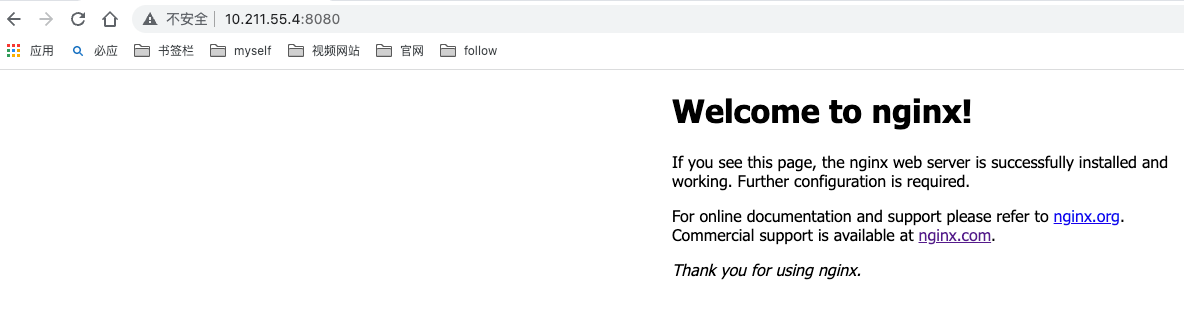 不安全 10.211.55.4:8080
应用 必应 书签栏 myself 视频网站 官网 follow
Welcome to nginx!
If you see this page, the nginx web server is successfully installed and
working. Further configuration is required.
For online documentation and support please refer to nginx.org.
Commercial support is available at nginx.com.
Thank you for using nginx.